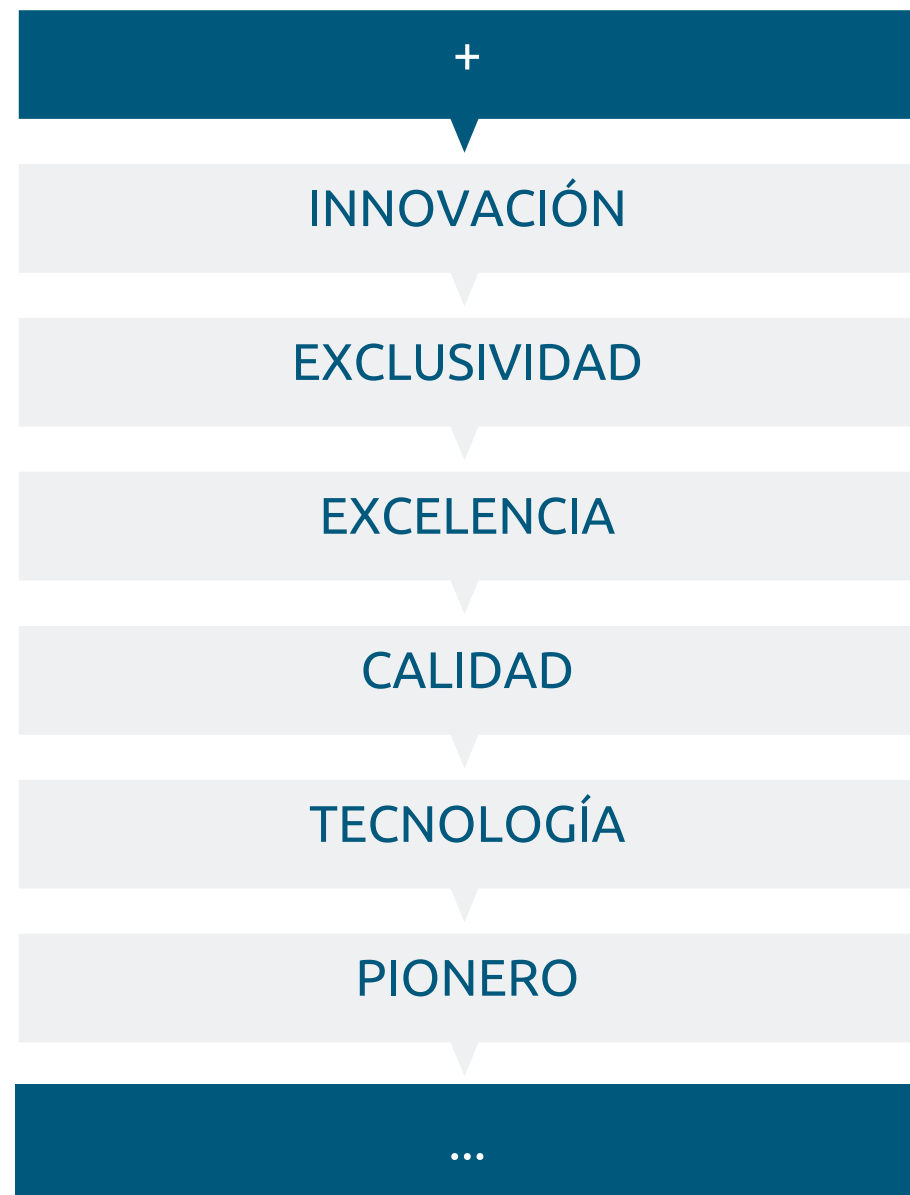 +
INNOVACIÓN
EXCLUSIVIDAD
EXCELENCIA
CALIDAD
TECNOLOGÍA
PIONERO
...